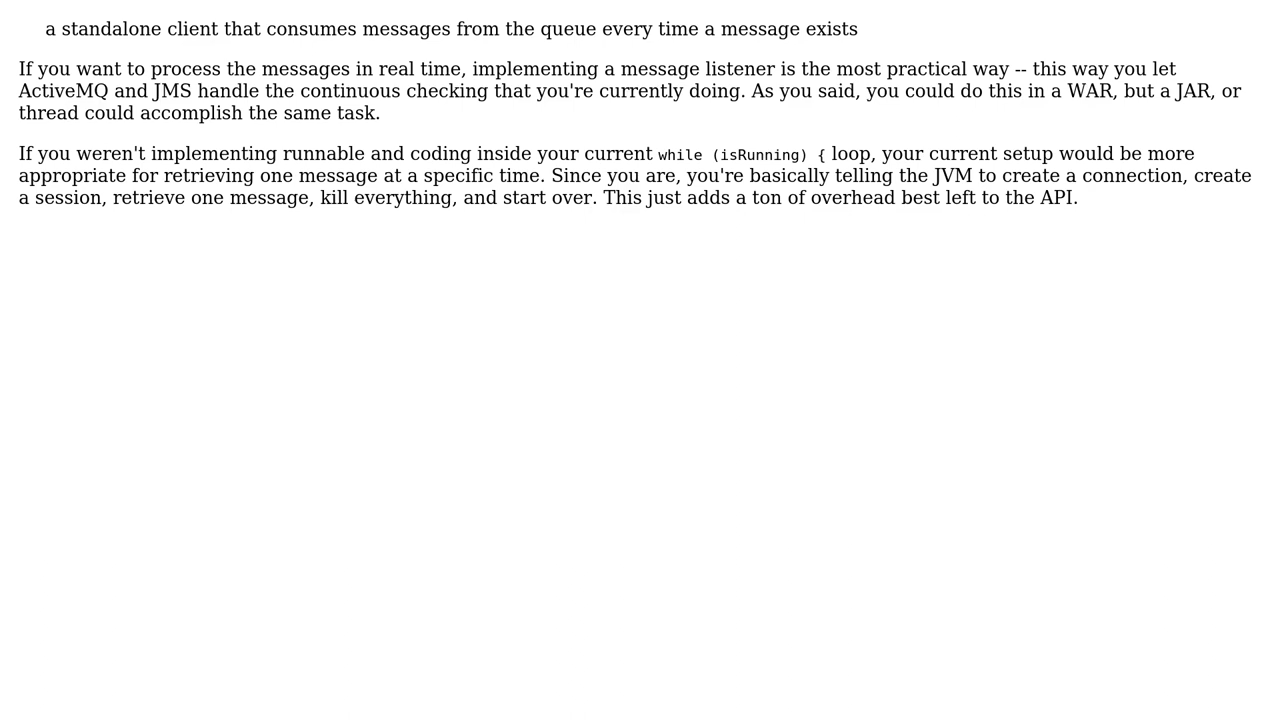 a standalone client that consumes messages from the queue every time a message exists
If you want to process the messages in real time, implementing a message listener is the most practical way -- this way you let
ActiveMQ and JMS handle the continuous checking that you're currently doing. As you said, you could do this in a WAR, but a JAR, or
thread could accomplish the same task.
If you weren't implementing runnable and coding inside your current while (isRunning) { loop, your current setup would be more
appropriate for retrieving one message at a specific time. Since you are, you're basically telling the JVM to create a connection, create
a session, retrieve one message, kill everything, and start over. This just adds a ton of overhead best left to the API.